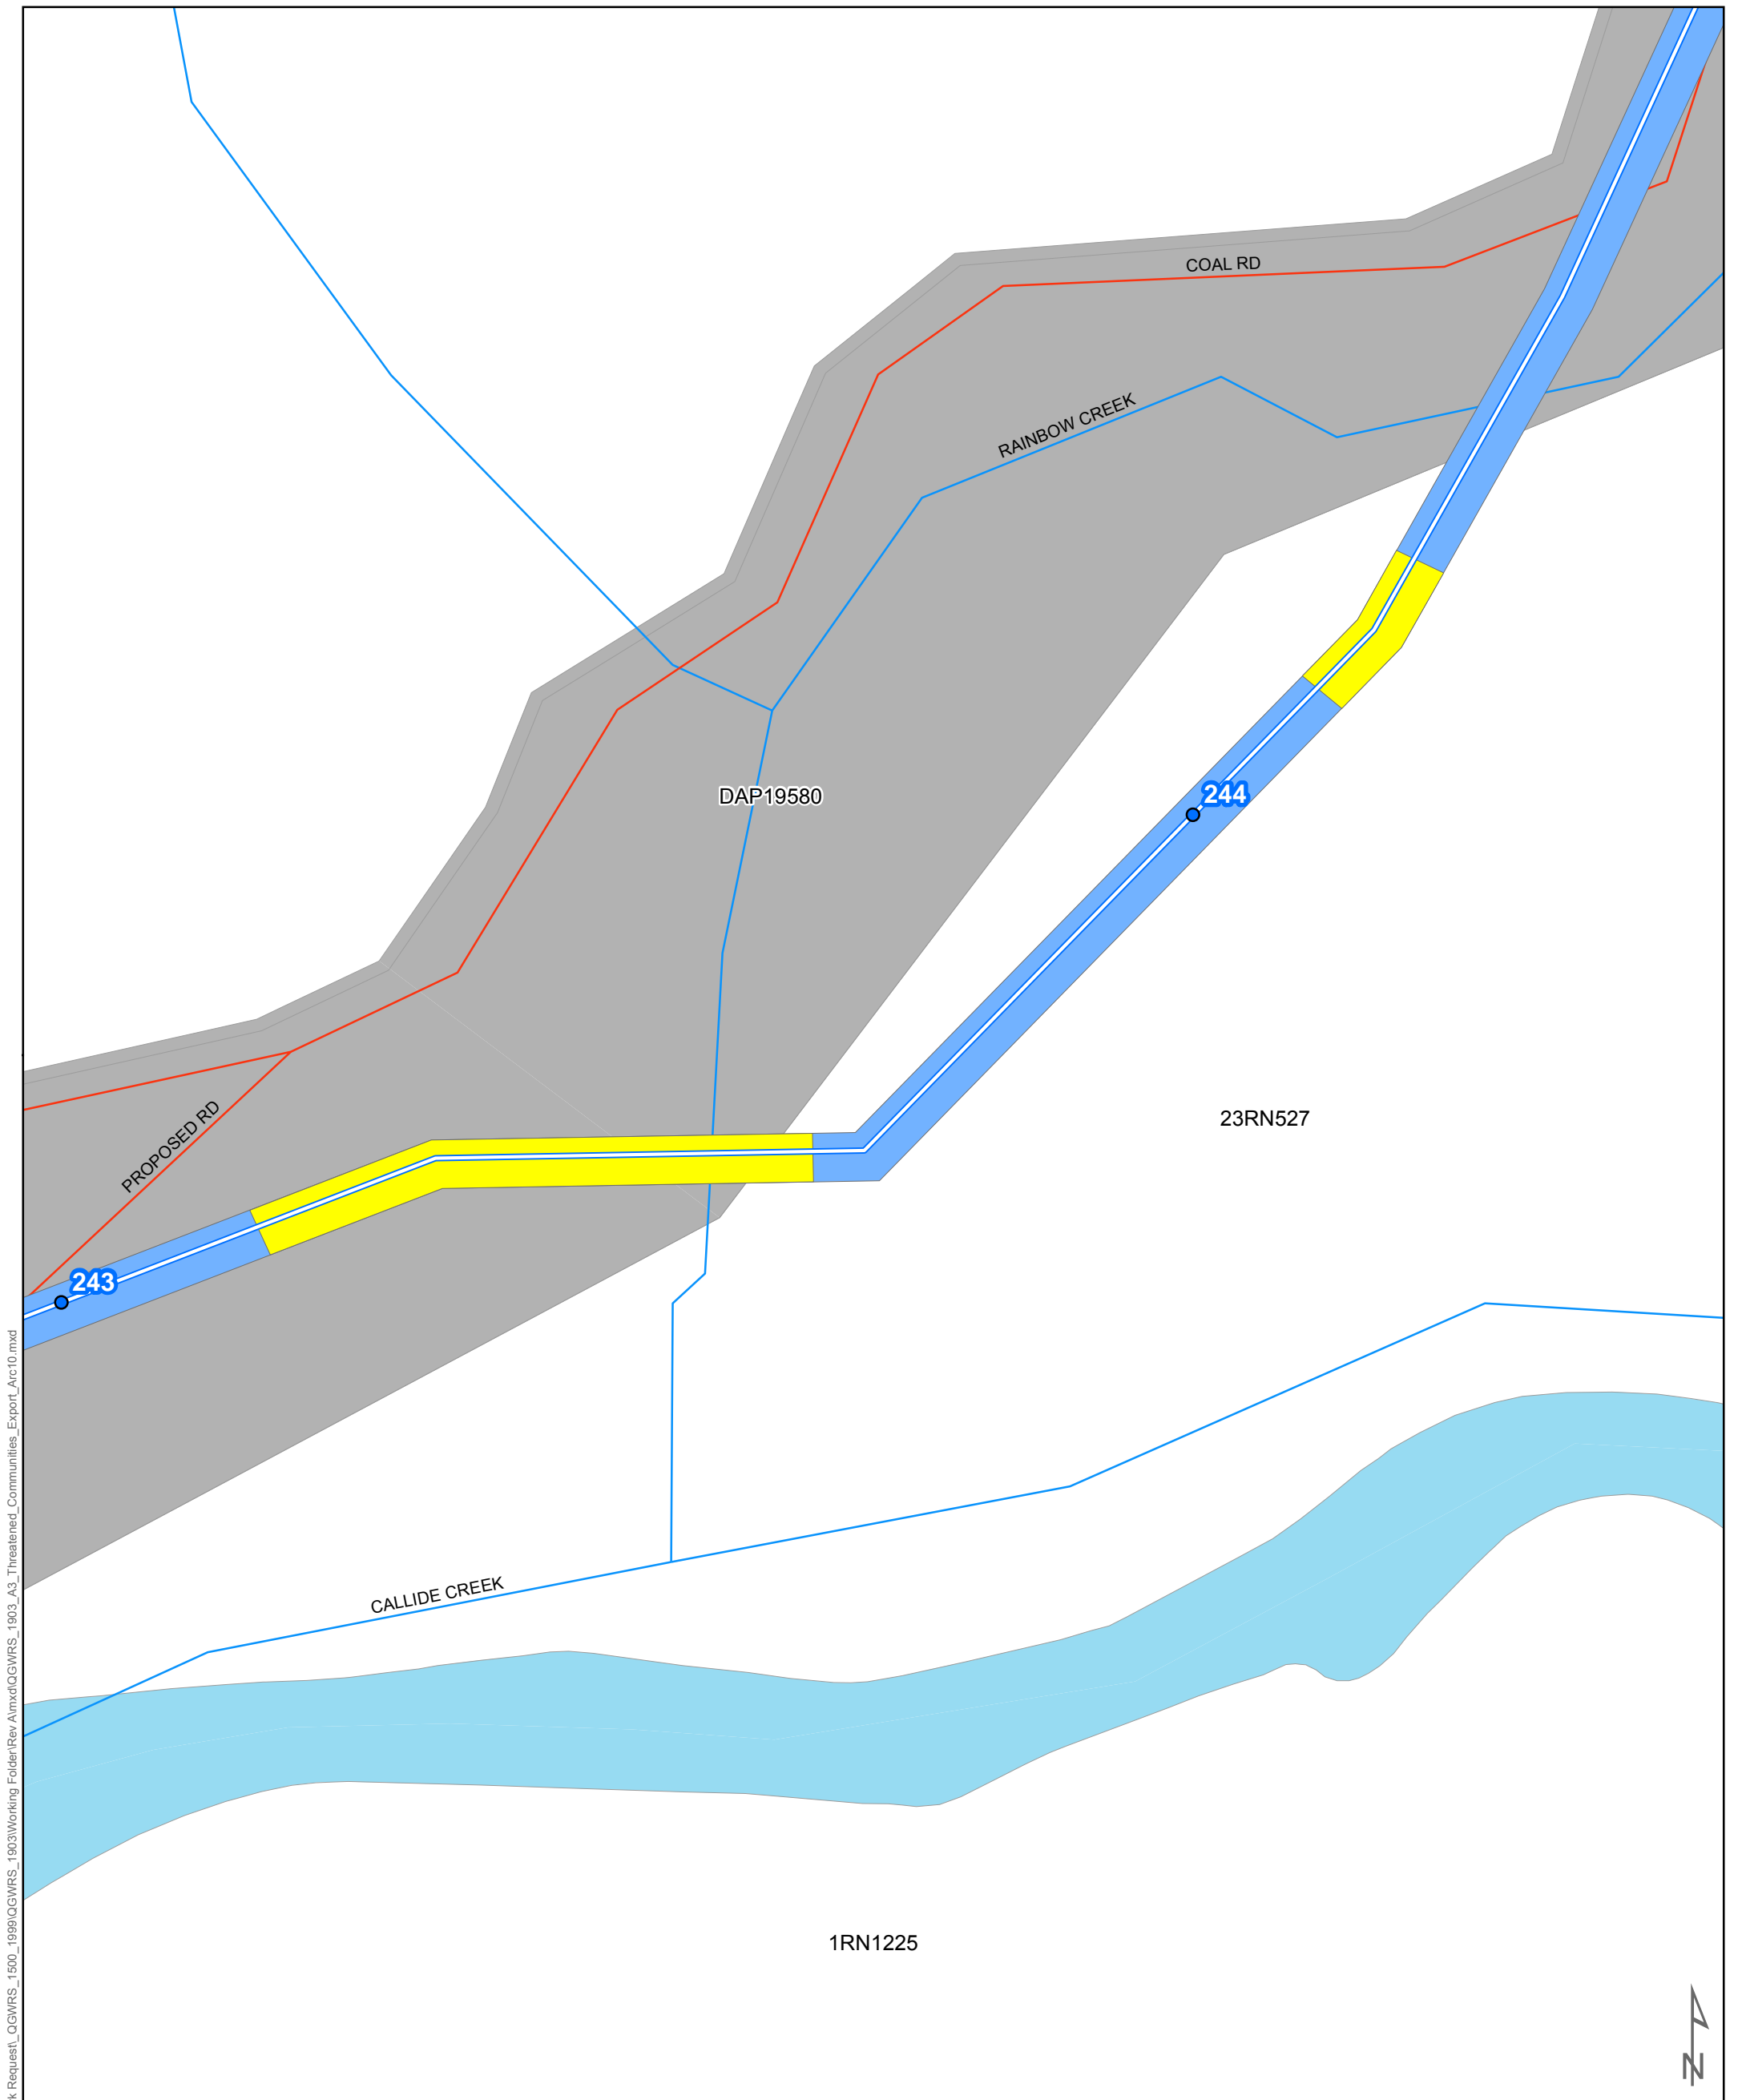 COAL RD
RAINBOW CREEK
DAP19580
244
23RN527
PROPOSED RD
243
CALLIDE CREEK
1RN1225
N
k Request\_QGWRS_1500_1999\QGWRS_1903\Working Folder\Rev A\mxd\QGWRS_1903_A3_Threatened_Communities_Export_Arc10.mxd